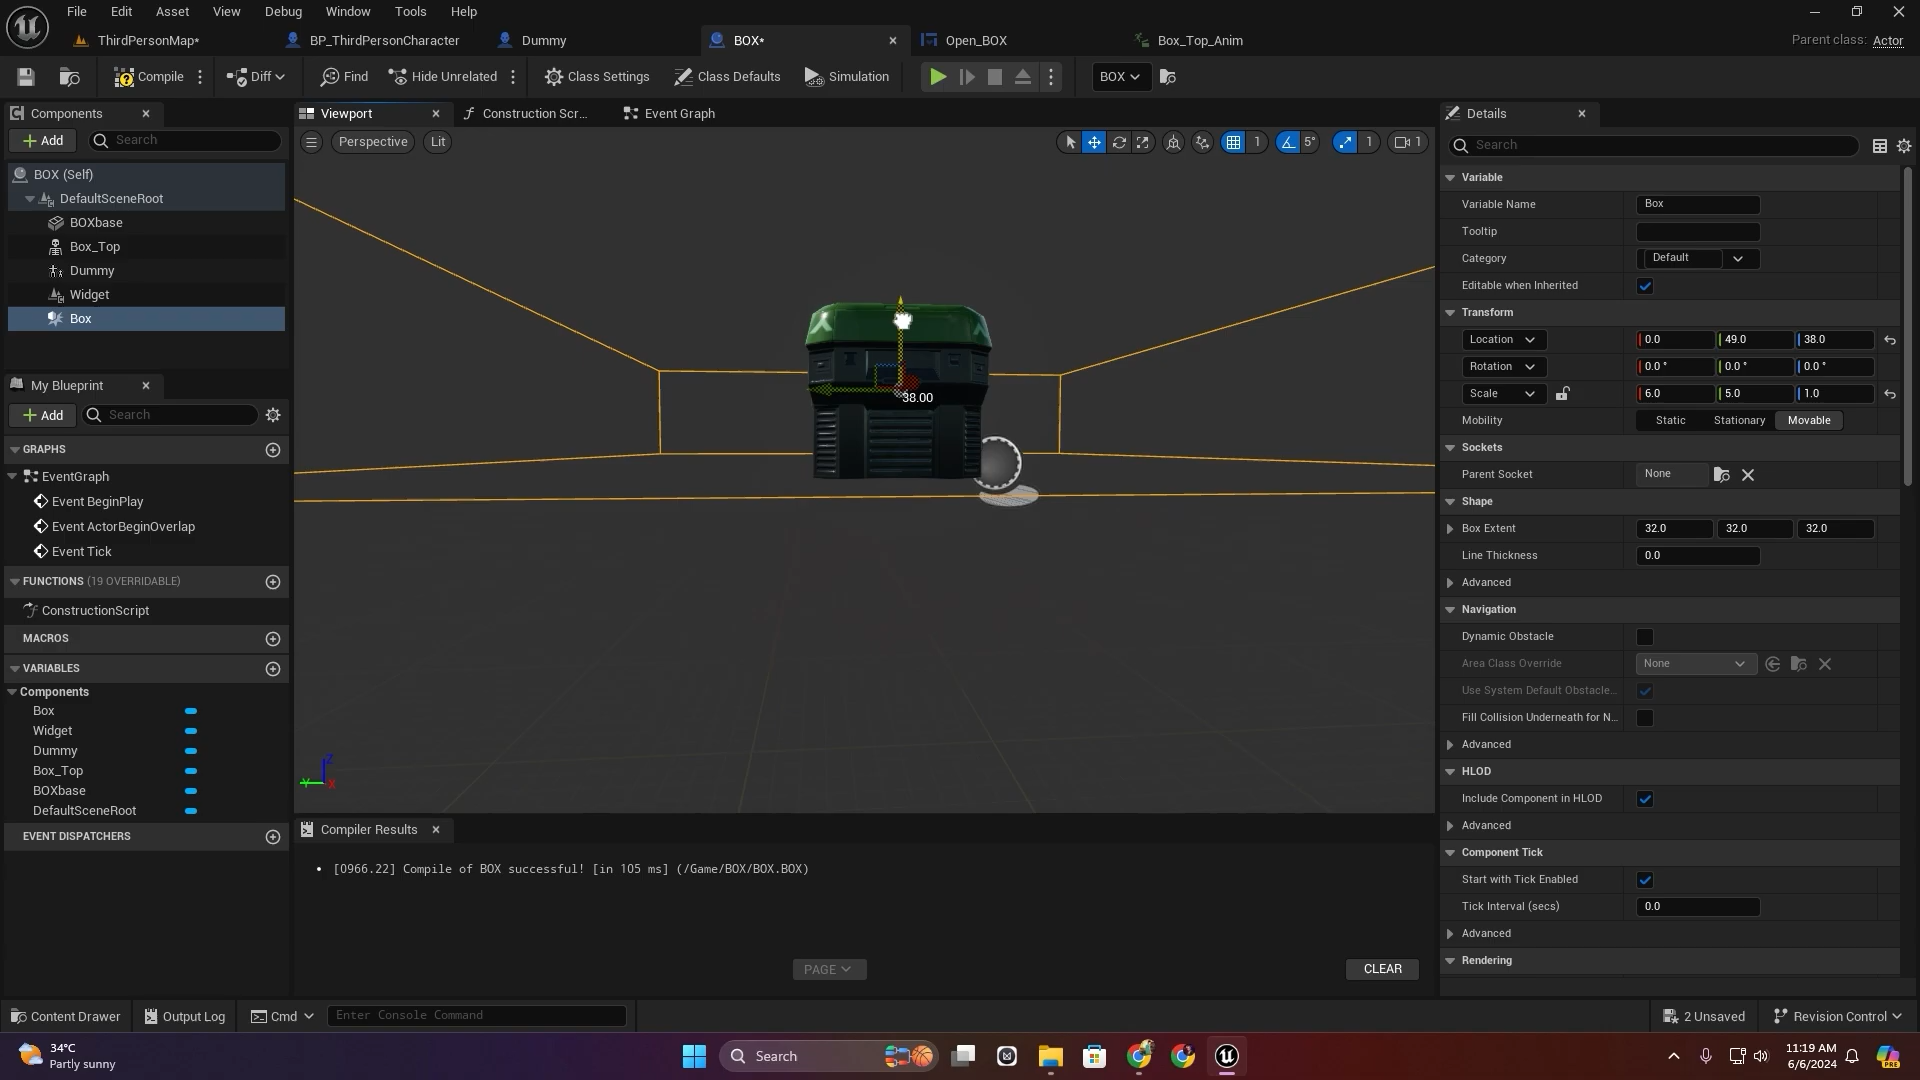 File Edit Asset View Debug Window Tools Help
ThirdPersonMap* BP_ThirdPersonCharacter Dummy BOX* Open_BOX Box_Top_Anim Parent class: Actor
Compile Diff Find Hide Unrelated Class Settings Class Defaults Simulation BOX
Components
Add Search
BOX (Self)
DefaultSceneRoot
BOXbase
Box_Top
Dummy
Widget
Box
My Blueprint
Add Search
GRAPHS
EventGraph
Event BeginPlay
Event ActorBeginOverlap
Event Tick
FUNCTIONS (19 OVERRIDABLE)
ConstructionScript
MACROS
VARIABLES
Components
Box
Widget
Dummy
Box_Top
BOXbase
DefaultSceneRoot
EVENT DISPATCHERS
Viewport Construction Scr... Event Graph
Perspective Lit 1 5° 1 1
38.00
Z
Y X
Compiler Results
[0966.22] Compile of BOX successful! [in 105 ms] (/Game/BOX/BOX.BOX)
PAGE CLEAR
Details
Search
Variable
Variable Name Box
Tooltip
Category Default
Editable when Inherited
Transform
Location 0.0 49.0 38.0
Rotation 0.0 ° 0.0 ° 0.0 °
Scale 6.0 5.0 1.0
Mobility Static Stationary Movable
Sockets
Parent Socket None
Shape
Box Extent 32.0 32.0 32.0
Line Thickness 0.0
Advanced
Navigation
Dynamic Obstacle
Area Class Override None
Use System Default Obstacle...
Fill Collision Underneath for N...
Advanced
HLOD
Include Component in HLOD
Advanced
Component Tick
Start with Tick Enabled
Tick Interval (secs) 0.0
Advanced
Rendering
Content Drawer Output Log Cmd Enter Console Command 2 Unsaved Revision Control
34°C
Partly sunny
Search
11:19 AM
6/6/2024
PRE